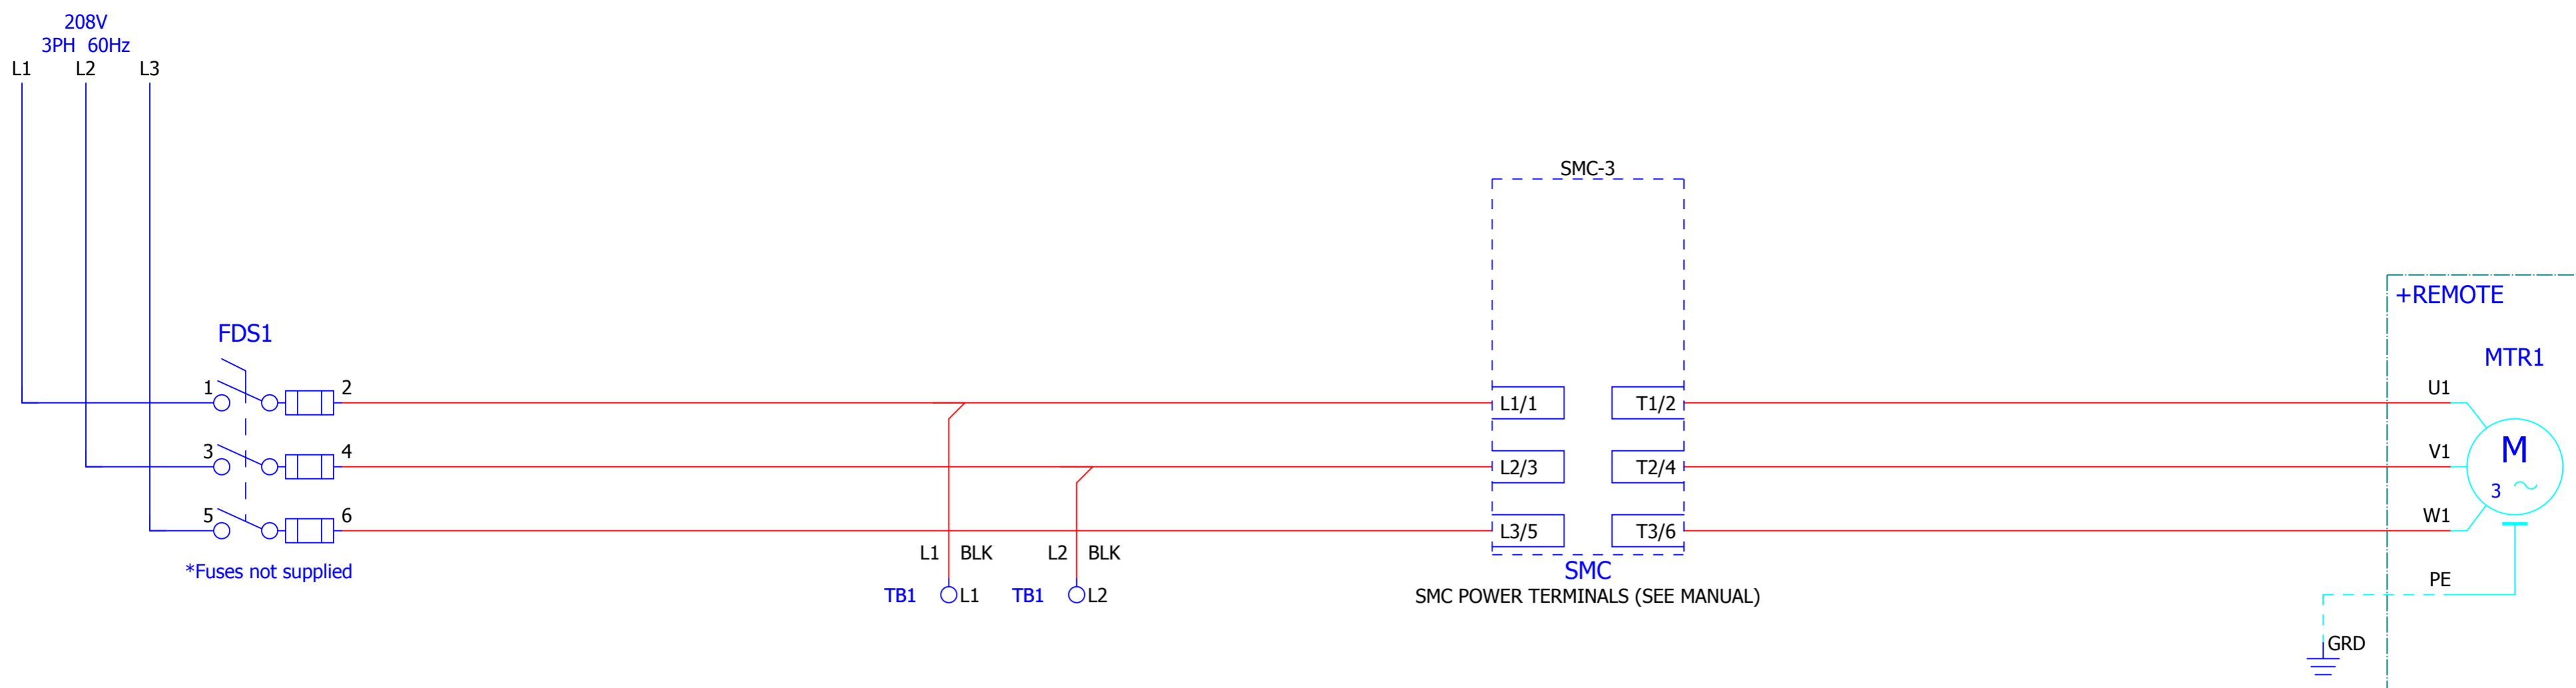 208V
3PH 60Hz
L1 L2 L3
SMC-3
+REMOTE
FDS1
MTR1
1 2
L1/1 T1/2
U1
3 4
L2/3 T2/4
V1
M
3
5 6
L3/5 T3/6
W1
L1 BLK L2 BLK
*Fuses not supplied
SMC
PE
TB1 L1 TB1 L2
SMC POWER TERMINALS (SEE MANUAL)
GRD